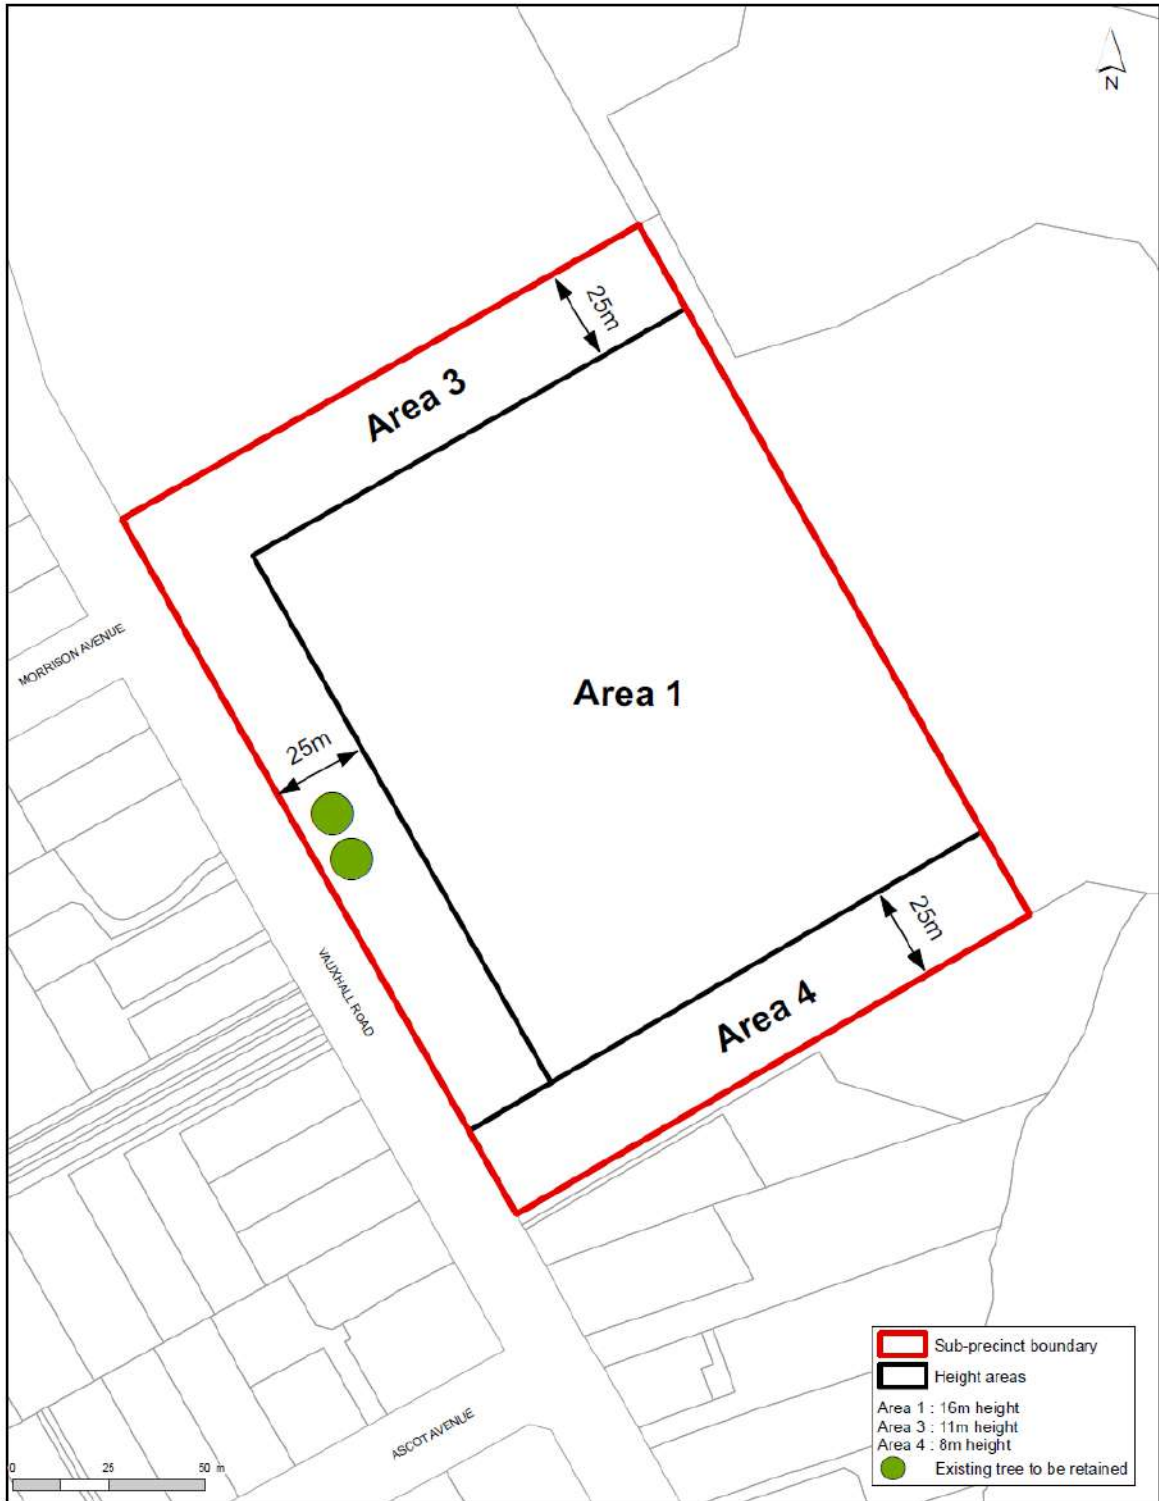 N
25m
Area 3
MORRISON AVENUE
Area 1
25m
25m
VAUXHALL ROAD
Area 4
ASCOT AVENUE
Sub-precinct boundary
Height areas
Area 1 : 16m height
Area 3 : 11m height
Area 4 : 8m height
Existing tree to be retained
0 25 50 m